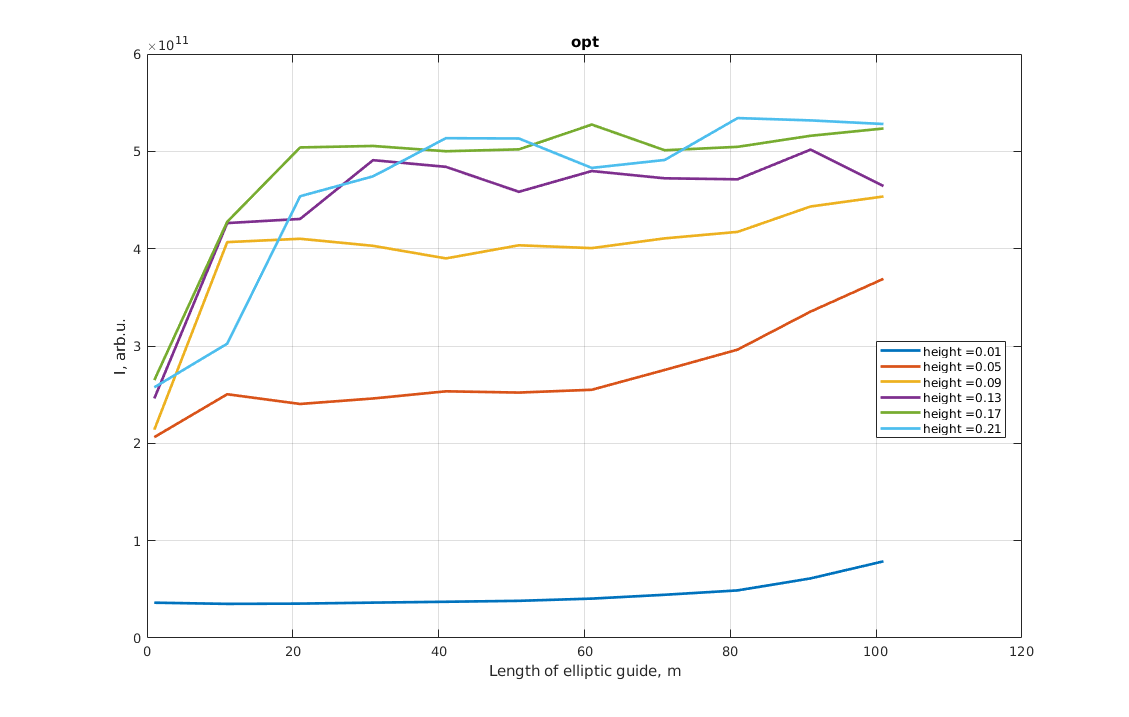 opt
×10^11
6
5
4
3
2
1
0
I, arb.u.
0 20 40 60 80 100 120
Length of elliptic guide, m
height =0.01
height =0.05
height =0.09
height =0.13
height =0.17
height =0.21